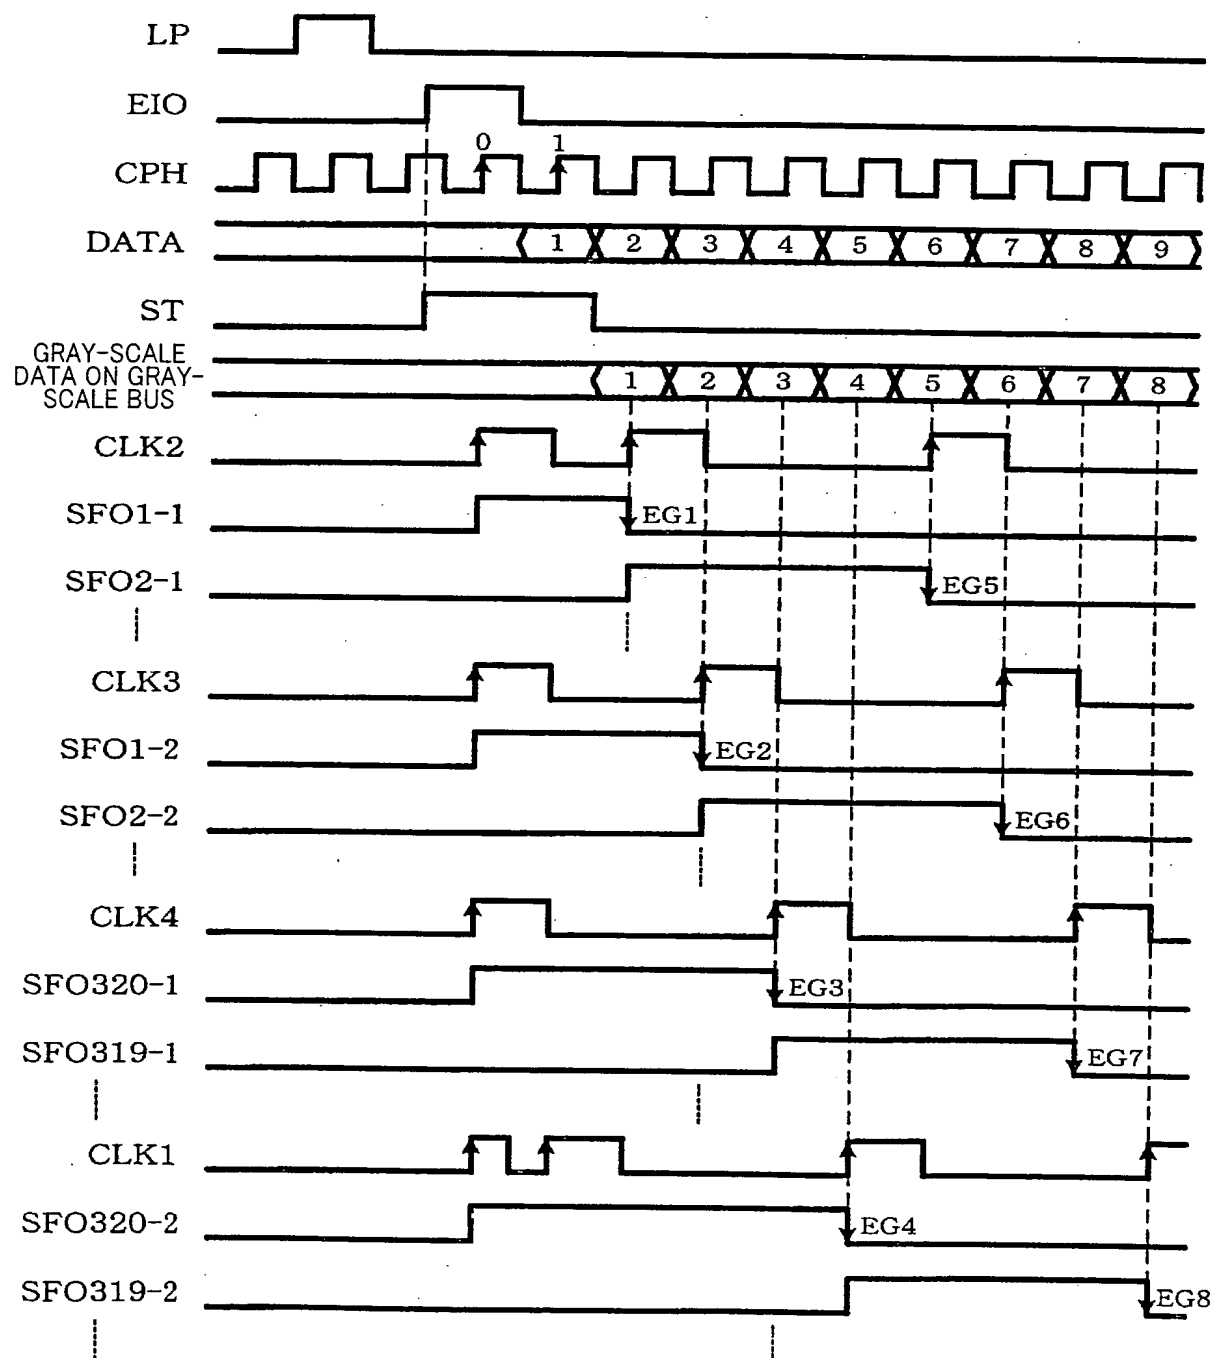 LP
EIO
0 1
CPH
DATA 1 2 3 4 5 6 7 8 9
ST
GRAY-SCALE
DATA ON GRAY-
SCALE BUS
1 2 3 4 5 6 7 8
CLK2
SFO1-1 EG1
SFO2-1 EG5
CLK3
SFO1-2 EG2
SFO2-2 EG6
CLK4
SFO320-1 EG3
SFO319-1 EG7
CLK1
SFO320-2 EG4
SFO319-2 EG8